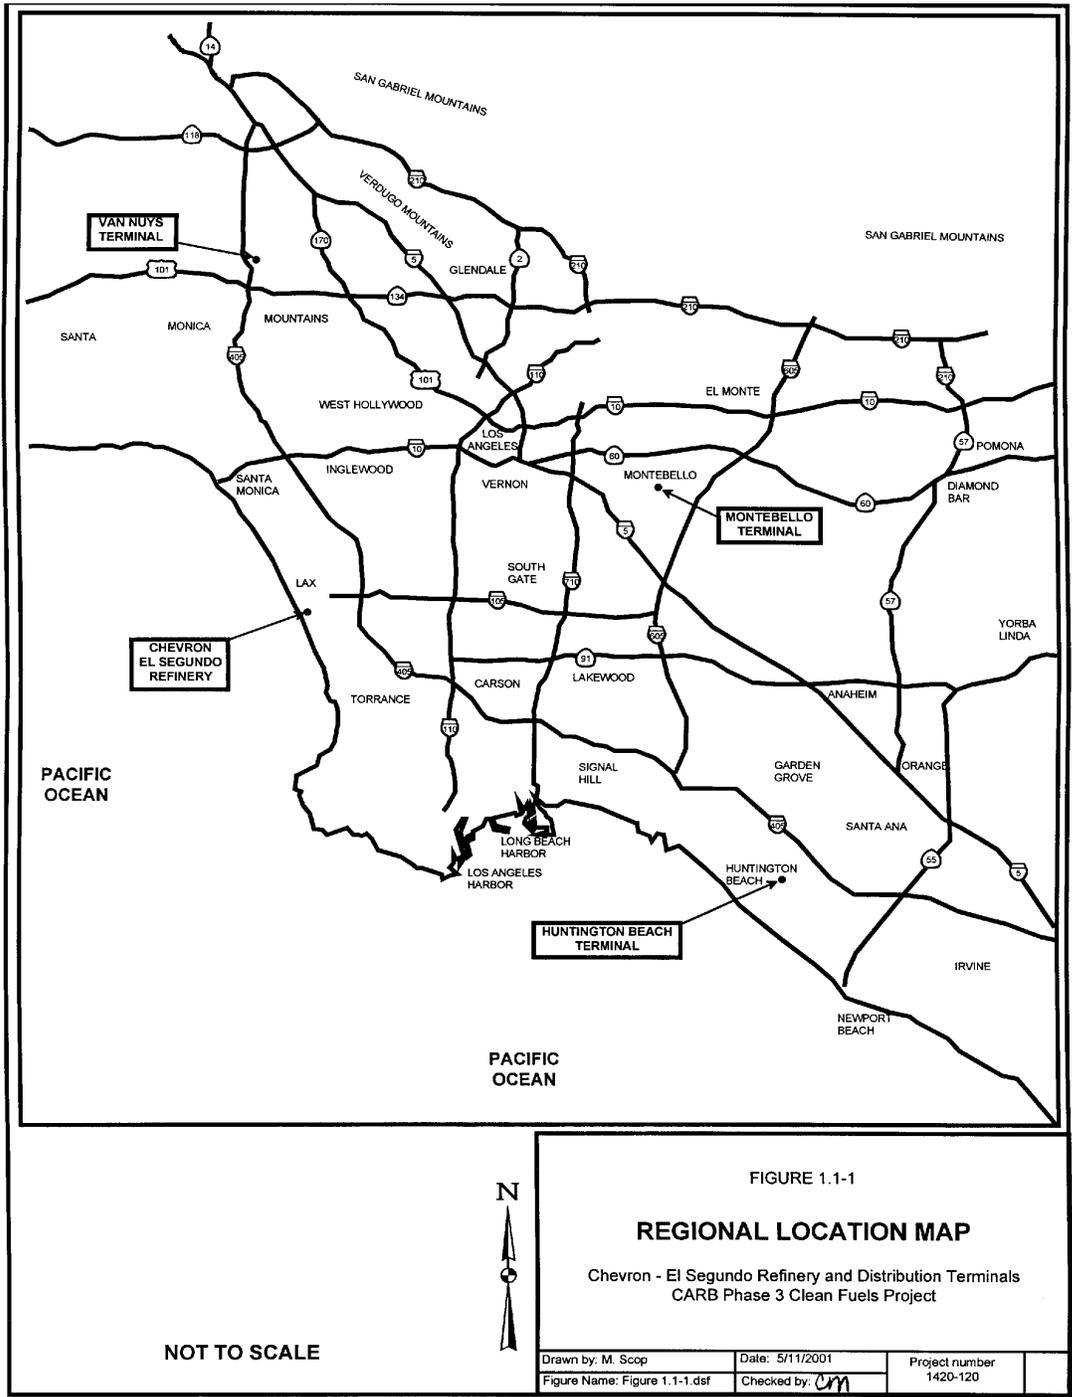 14
SAN GABRIEL MOUNTAINS
118
210
VERDUGO MOUNTAINS
VAN NUYS
TERMINAL
170
5
2
210
SAN GABRIEL MOUNTAINS
GLENDALE
101
134
210
SANTA
MONICA
MOUNTAINS
405
210
110
605
210
101
EL MONTE
WEST HOLLYWOOD
10
10
LOS
ANGELES
10
57
POMONA
60
INGLEWOOD
SANTA
MONICA
VERNON
MONTEBELLO
DIAMOND
BAR
60
MONTEBELLO
TERMINAL
5
SOUTH
GATE
710
LAX
105
57
YORBA
LINDA
605
CHEVRON
EL SEGUNDO
REFINERY
91
405
CARSON
LAKEWOOD
TORRANCE
ANAHEIM
110
SIGNAL
HILL
GARDEN
GROVE
ORANGE
PACIFIC
OCEAN
405
SANTA ANA
LONG BEACH
HARBOR
55
LOS ANGELES
HARBOR
HUNTINGTON
BEACH
5
HUNTINGTON BEACH
TERMINAL
IRVINE
NEWPORT
BEACH
PACIFIC
OCEAN
N
NOT TO SCALE
FIGURE 1.1-1
REGIONAL LOCATION MAP
Chevron - El Segundo Refinery and Distribution Terminals
CARB Phase 3 Clean Fuels Project
Drawn by: M. Scop
Date: 5/11/2001
Project number
1420-120
Figure Name: Figure 1.1-1.dsf
Checked by: CM